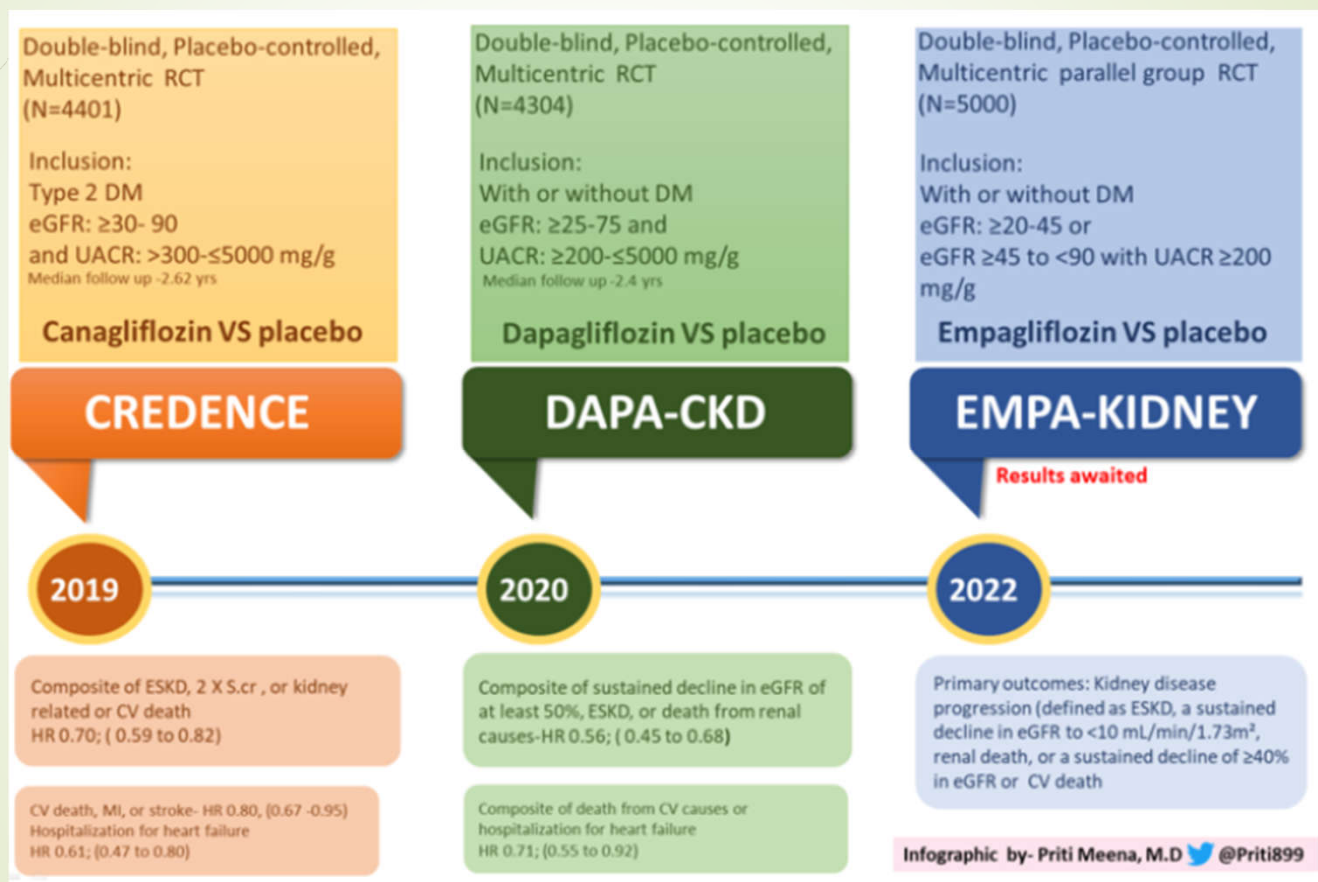 Double-blind, Placebo-controlled,
Multicentric RCT
(N=4401)
Inclusion:
Type 2 DM
eGFR: ≥30- 90
and UACR: >300-≤5000 mg/g
Median follow up -2.62 yrs
Canagliflozin VS placebo
CREDENCE
Double-blind, Placebo-controlled,
Multicentric RCT
(N=4304)
Inclusion:
With or without DM
eGFR: ≥25-75 and
UACR: ≥200-≤5000 mg/g
Median follow up -2.4 yrs
Dapagliflozin VS placebo
DAPA-CKD
Double-blind, Placebo-controlled,
Multicentric parallel group RCT
(N=5000)
Inclusion:
With or without DM
eGFR: ≥20-45 or
eGFR ≥45 to <90 with UACR ≥200
mg/g
Empagliflozin VS placebo
EMPA-KIDNEY
Results awaited
2019
2020
2022
Composite of ESKD, 2 X S.cr , or kidney
related or CV death
HR 0.70; ( 0.59 to 0.82)
CV death, MI, or stroke- HR 0.80, (0.67 -0.95)
Hospitalization for heart failure
HR 0.61; (0.47 to 0.80)
Composite of sustained decline in eGFR of
at least 50%, ESKD, or death from renal
causes-HR 0.56; ( 0.45 to 0.68)
Composite of death from CV causes or
hospitalization for heart failure
HR 0.71; (0.55 to 0.92)
Primary outcomes: Kidney disease
progression (defined as ESKD, a sustained
decline in eGFR to <10 mL/min/1.73m²,
renal death, or a sustained decline of ≥40%
in eGFR or CV death
Infographic by- Priti Meena, M.D @Priti899